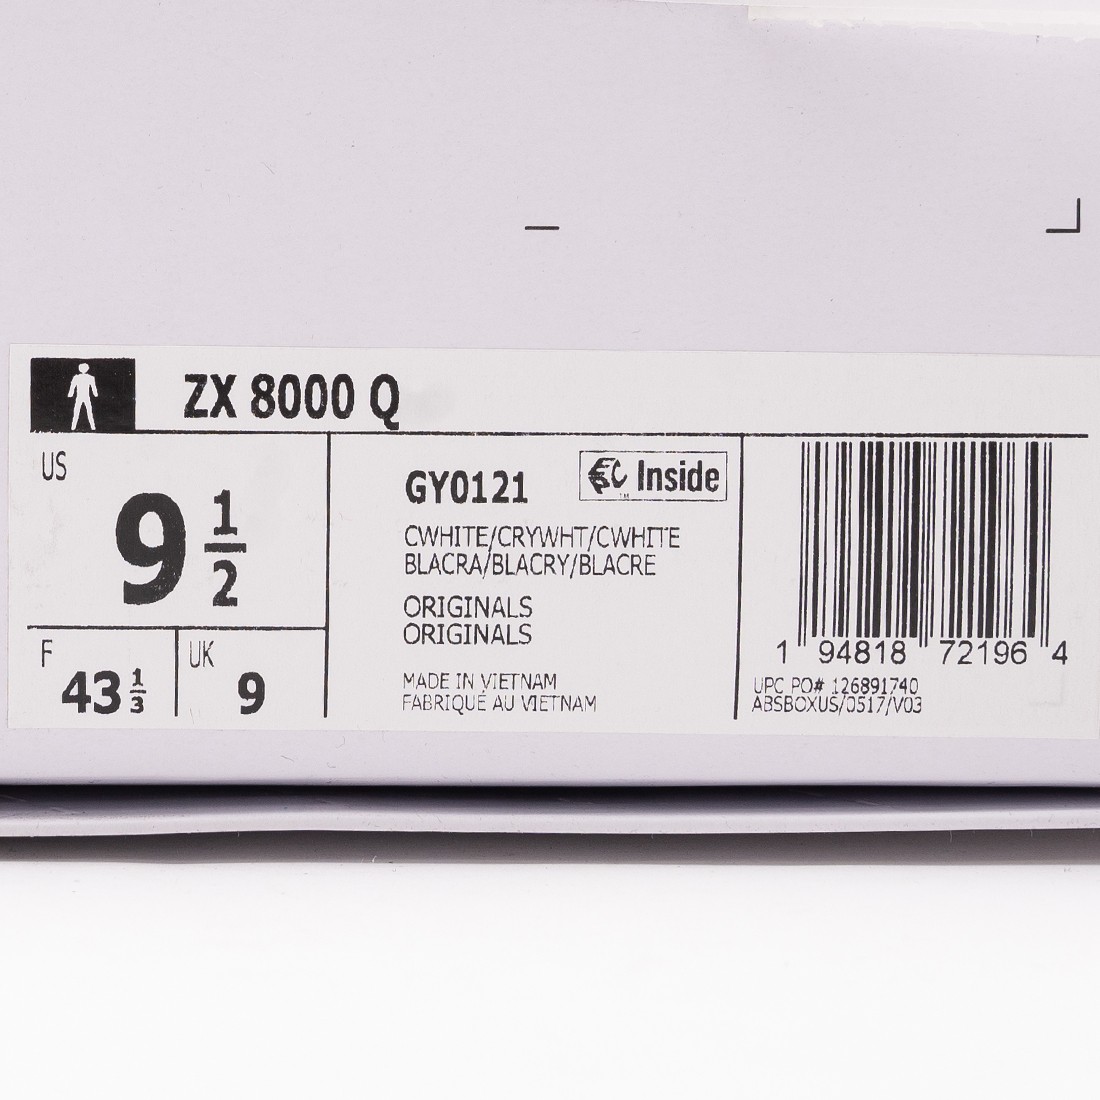 ZX 8000 Q
US
9 1/2
F
43 1/3
UK
9
GY0121
Inside
TM
CWHITE/CRYWHT/CWHITE
BLACRA/BLACRY/BLACRE
ORIGINALS
ORIGINALS
MADE IN VIETNAM
FABRIQUÉ AU VIETNAM
1 94818 72196 4
UPC PO# 126891740
ABSBOXUS/0517/V03